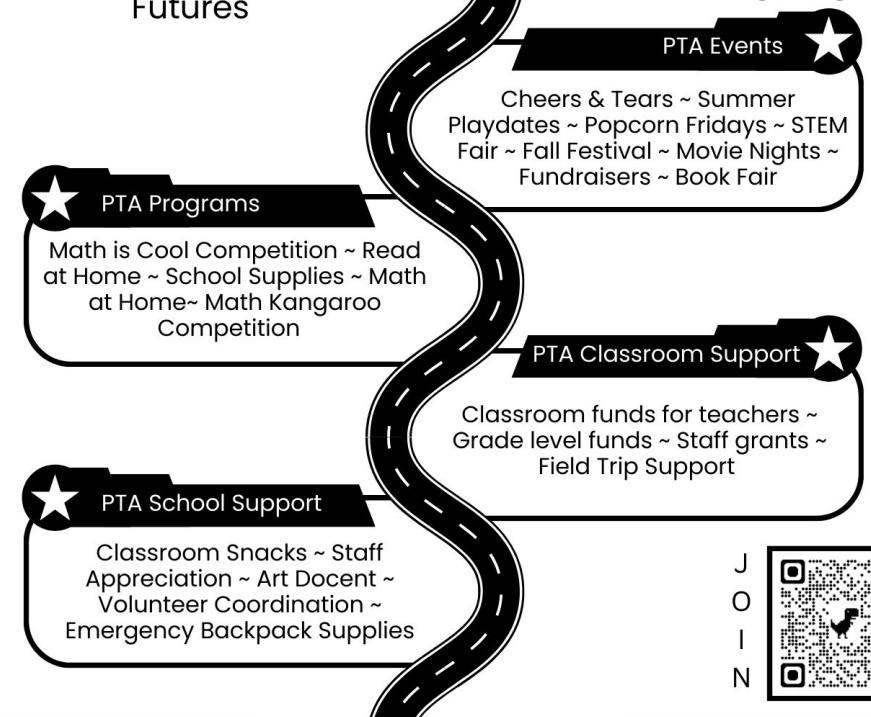 Futures
PTA Events
Cheers & Tears ~ Summer
Playdates ~ Popcorn Fridays ~ STEM
Fair ~ Fall Festival ~ Movie Nights ~
Fundraisers ~ Book Fair
PTA Programs
Math is Cool Competition ~ Read
at Home ~ School Supplies ~ Math
at Home~ Math Kangaroo
Competition
PTA Classroom Support
Classroom funds for teachers ~
Grade level funds ~ Staff grants ~
Field Trip Support
PTA School Support
Classroom Snacks ~ Staff
Appreciation ~ Art Docent ~
Volunteer Coordination ~
Emergency Backpack Supplies
J
O
I
N